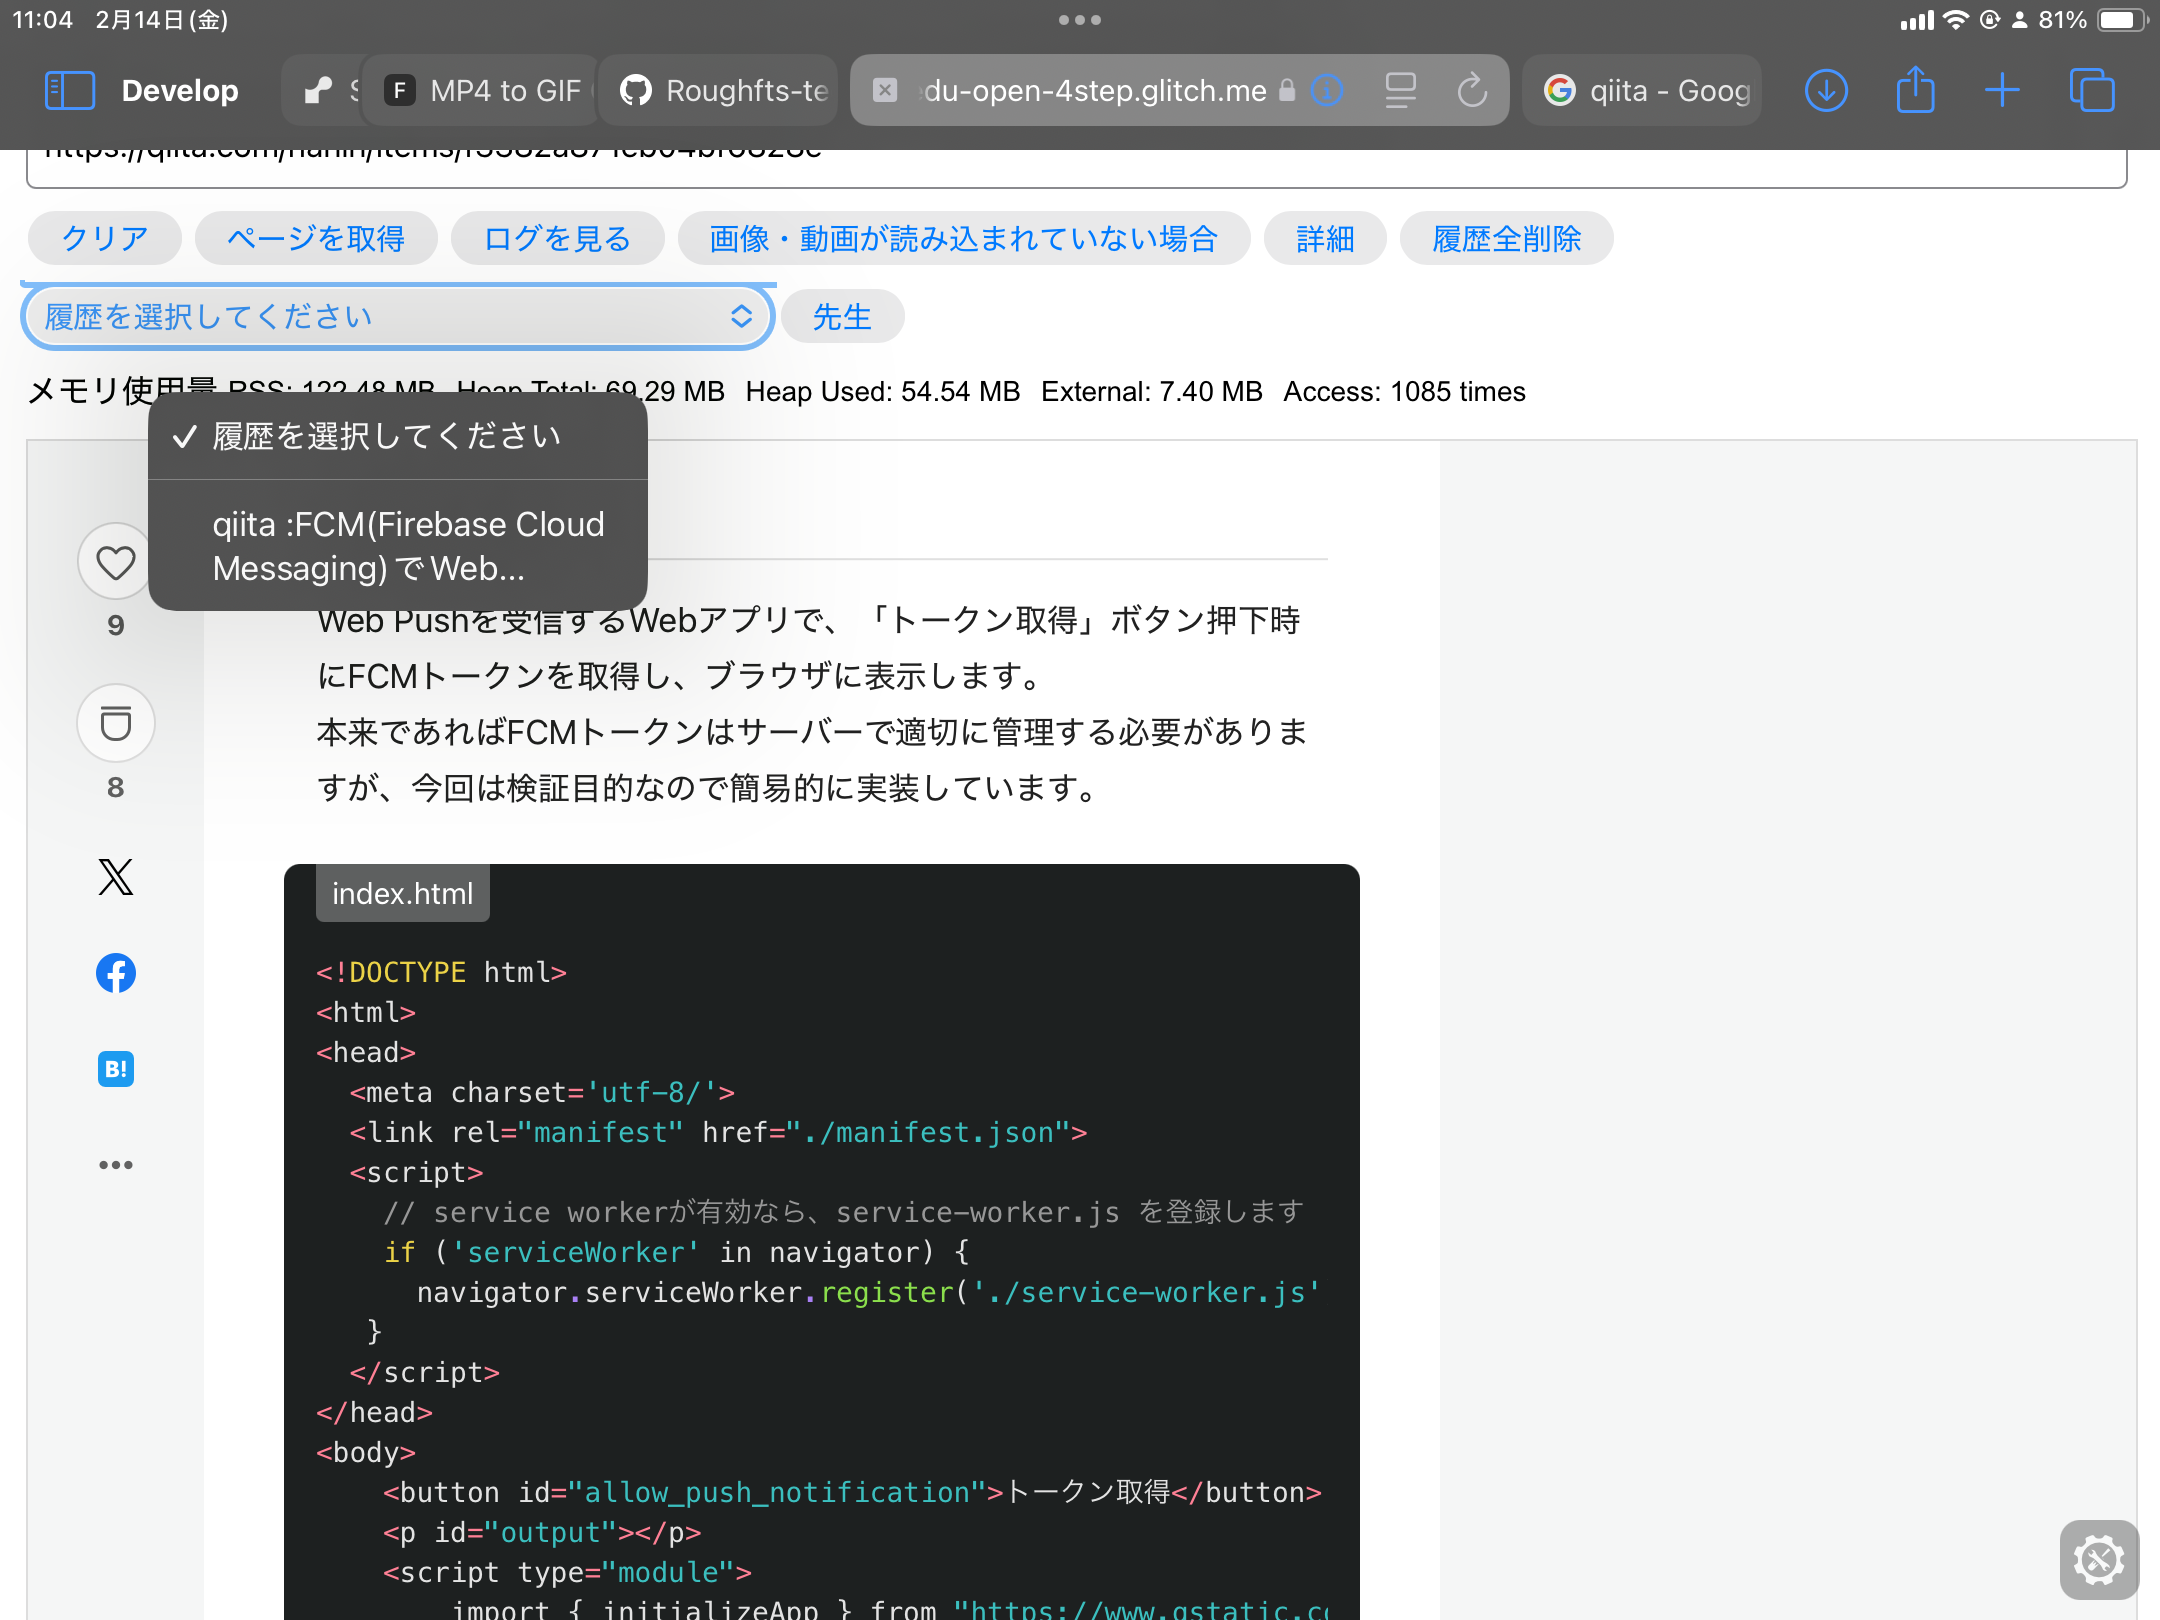 11:04 2月14日(金)
81%
Develop
S
MP4 to GIF
Roughfts-te
du-open-4step.glitch.me
qiita - Goog
クリア
ページを取得
ログを見る
画像・動画が読み込まれていない場合
詳細
履歴全削除
履歴を選択してください
先生
メモリ使用量 RSS: 122.48 MB Heap Total: 69.29 MB Heap Used: 54.54 MB External: 7.40 MB Access: 1085 times
✓ 履歴を選択してください
qiita :FCM(Firebase Cloud
Messaging)でWeb...
9
8
B!
Web Pushを受信するWebアプリで、「トークン取得」ボタン押下時
にFCMトークンを取得し、ブラウザに表示します。
本来であればFCMトークンはサーバーで適切に管理する必要がありま
すが、今回は検証目的なので簡易的に実装しています。
index.html
<!DOCTYPE html>
<html>
<head>
  <meta charset='utf-8/'>
  <link rel="manifest" href="./manifest.json">
  <script>
    // service workerが有効なら、service-worker.js を登録します
    if ('serviceWorker' in navigator) {
      navigator.serviceWorker.register('./service-worker.js'
   }
  </script>
</head>
<body>
    <button id="allow_push_notification">トークン取得</button>
    <p id="output"></p>
    <script type="module">
        import { initializeApp } from "https://www.gstatic.c